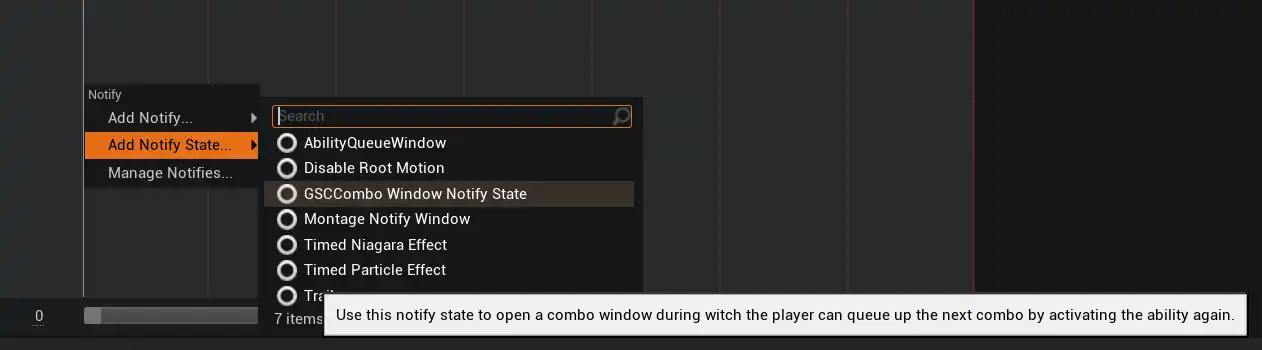 Notify
Add Notify...
Add Notify State...
Manage Notifies...
Search
AbilityQueueWindow
Disable Root Motion
GSCCombo Window Notify State
Montage Notify Window
Timed Niagara Effect
Timed Particle Effect
7 items
0
Use this notify state to open a combo window during witch the player can queue up the next combo by activating the ability again.